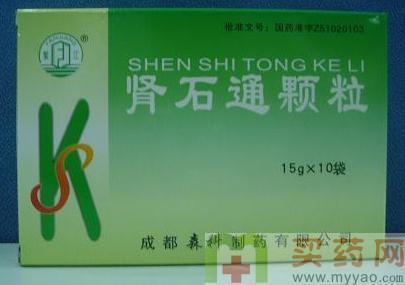 批准文号：国药准字Z51020103
®
SHEN SHI TONG KE LI
肾石通颗粒
15g×10袋
成都森科制药有限公司
买药网
www.myyao.com